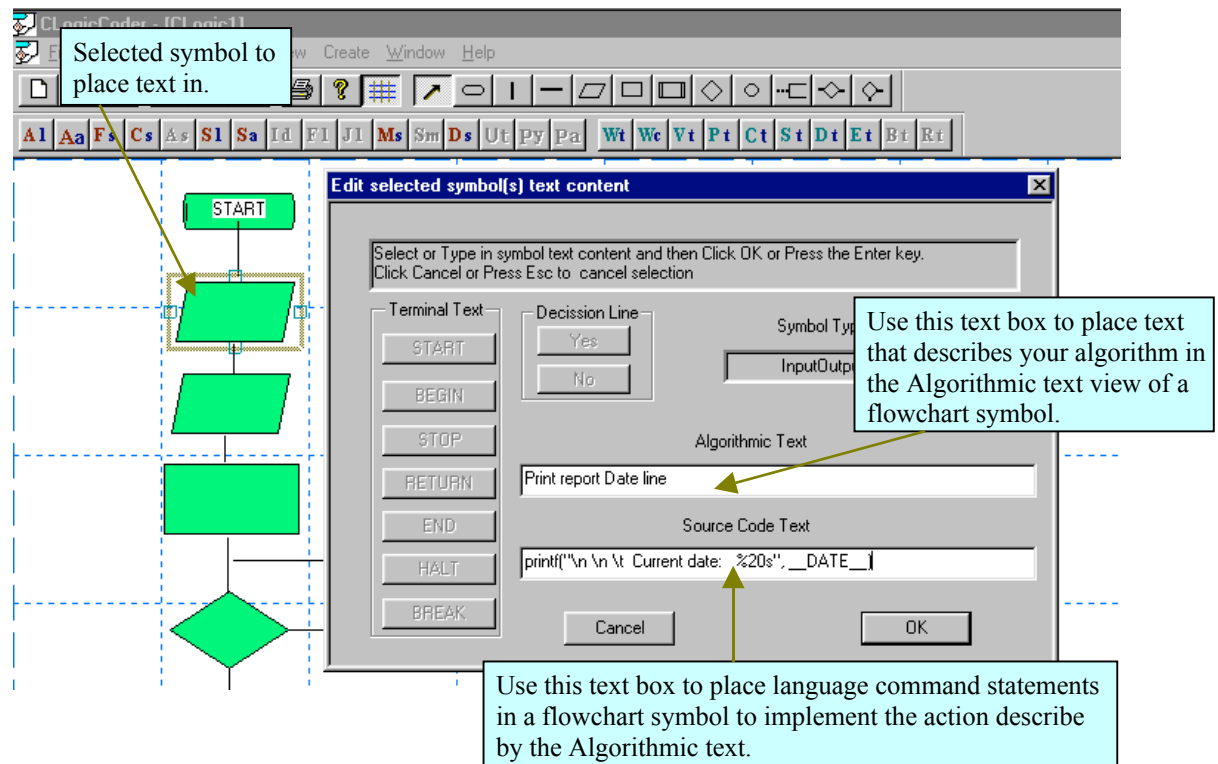 CLogicCoder - [CLogic1]
Selected symbol to
place text in.
Create Window Help
A1 Aa Fs Cs As S1 Sa Id F1 J1 Ms Sm Ds Ut Py Pa Wt Wc Vt Pt Ct St Dt Et Bt Rt
START
Edit selected symbol(s) text content
Select or Type in symbol text content and then Click OK or Press the Enter key.
Click Cancel or Press Esc to cancel selection
Terminal Text
START
BEGIN
STOP
RETURN
END
HALT
BREAK
Decission Line
Yes
No
Symbol Typ
InputOutpu
Use this text box to place text
that describes your algorithm in
the Algorithmic text view of a
flowchart symbol.
Algorithmic Text
Print report Date line
Source Code Text
printf("\n \n \t Current date: %20s", __DATE__)
Cancel
OK
Use this text box to place language command statements
in a flowchart symbol to implement the action describe
by the Algorithmic text.